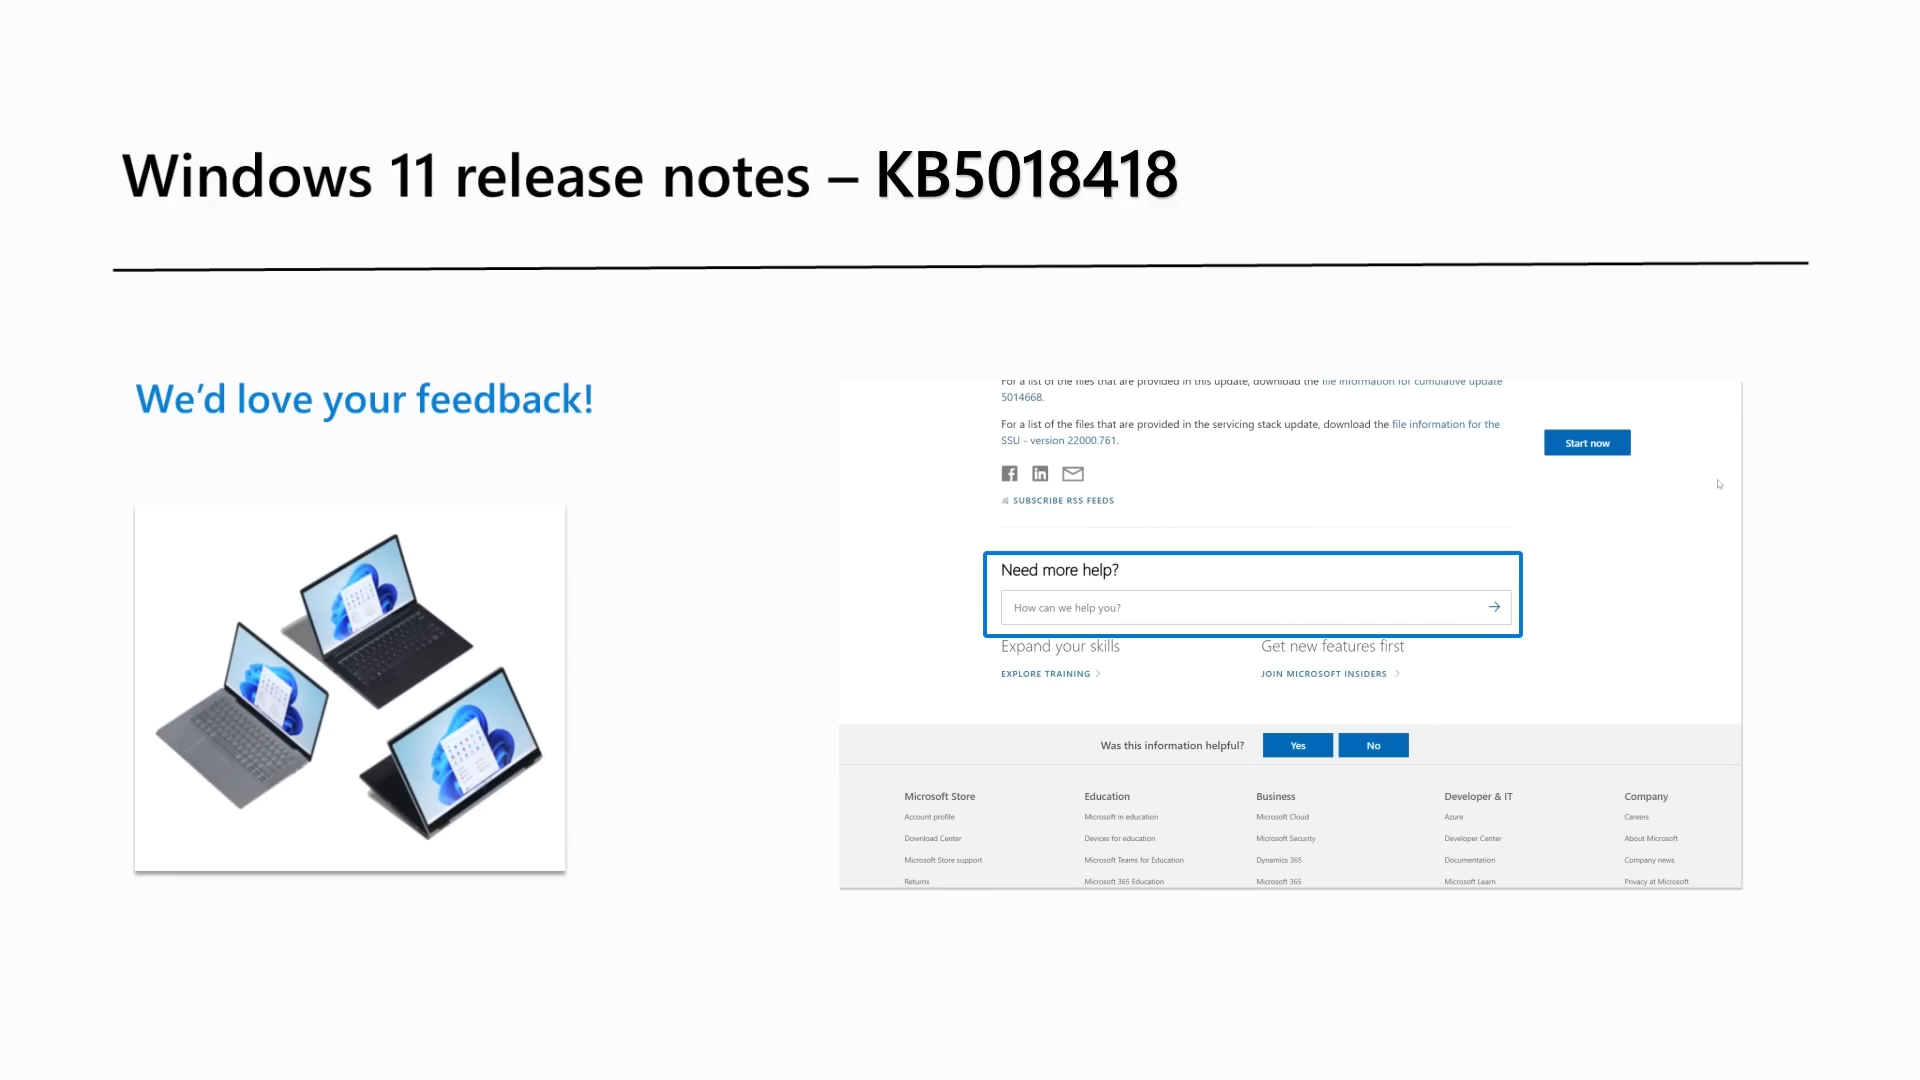 Windows 11 release notes – KB5018418
We’d love your feedback!
For a list of the files that are provided in this update, download the file information for cumulative update
5014668.
For a list of the files that are provided in the servicing stack update, download the file information for the
SSU - version 22000.761.
Start now
SUBSCRIBE RSS FEEDS
Need more help?
How can we help you?
Expand your skills
EXPLORE TRAINING >
Get new features first
JOIN MICROSOFT INSIDERS >
Was this information helpful? Yes No
Microsoft Store
Account profile
Download Center
Microsoft Store support
Returns
Education
Microsoft in education
Devices for education
Microsoft Teams for Education
Microsoft 365 Education
Business
Microsoft Cloud
Microsoft Security
Dynamics 365
Microsoft 365
Developer & IT
Azure
Developer Center
Documentation
Microsoft Learn
Company
Careers
About Microsoft
Company news
Privacy at Microsoft